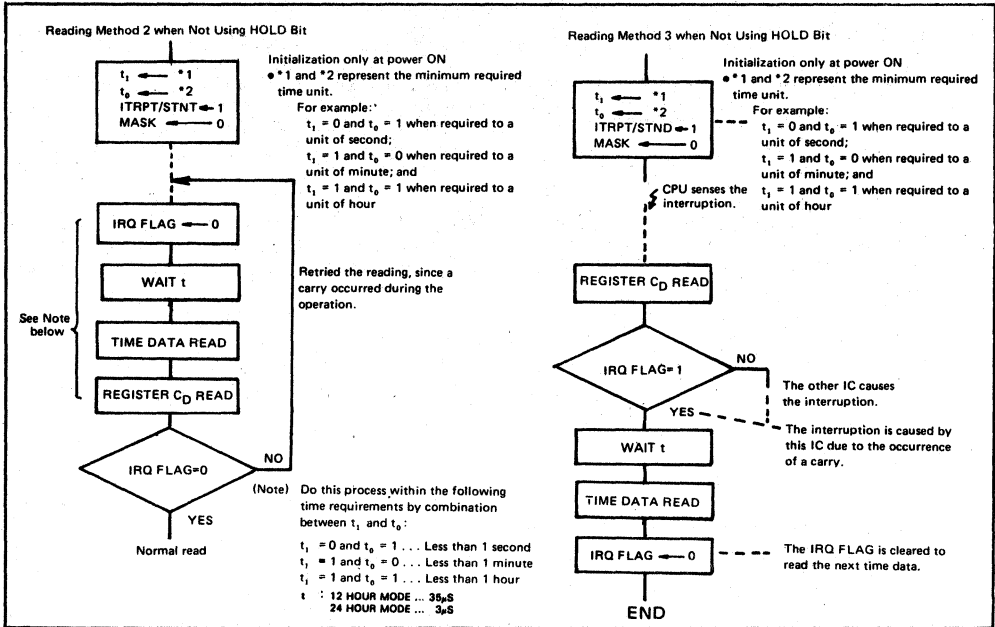 Reading Method 2 when Not Using HOLD Bit
t₁ ← *1
t₀ ← *2
ITRPT/STNT ← 1
MASK ← 0
Initialization only at power ON
● *1 and *2 represent the minimum required
time unit.
For example:
t₁ = 0 and t₀ = 1 when required to a
unit of second;
t₁ = 1 and t₀ = 0 when required to a
unit of minute; and
t₁ = 1 and t₀ = 1 when required to a
unit of hour
IRQ FLAG ← 0
WAIT t
TIME DATA READ
REGISTER C_D READ
See Note
below
Retried the reading, since a
carry occurred during the
operation.
IRQ FLAG=0
NO
YES
Normal read
(Note) Do this process within the following
time requirements by combination
between t₁ and t₀:
t₁ = 0 and t₀ = 1 . . . Less than 1 second
t₁ = 1 and t₀ = 0 . . . Less than 1 minute
t₁ = 1 and t₀ = 1 . . . Less than 1 hour
t : 12 HOUR MODE ... 35µS
24 HOUR MODE ... 3µS
Reading Method 3 when Not Using HOLD Bit
t₁ ← *1
t₀ ← *2
ITRPT/STND ← 1
MASK ← 0
Initialization only at power ON
● *1 and *2 represent the minimum required
time unit.
For example:
t₁ = 0 and t₀ = 1 when required to a
unit of second;
t₁ = 1 and t₀ = 0 when required to a
unit of minute; and
t₁ = 1 and t₀ = 1 when required to a
unit of hour
CPU senses the
interruption.
REGISTER C_D READ
IRQ FLAG= 1
NO
The other IC causes
the interruption.
YES
The interruption is caused by
this IC due to the occurrence
of a carry.
WAIT t
TIME DATA READ
IRQ FLAG ← 0
The IRQ FLAG is cleared to
read the next time data.
END